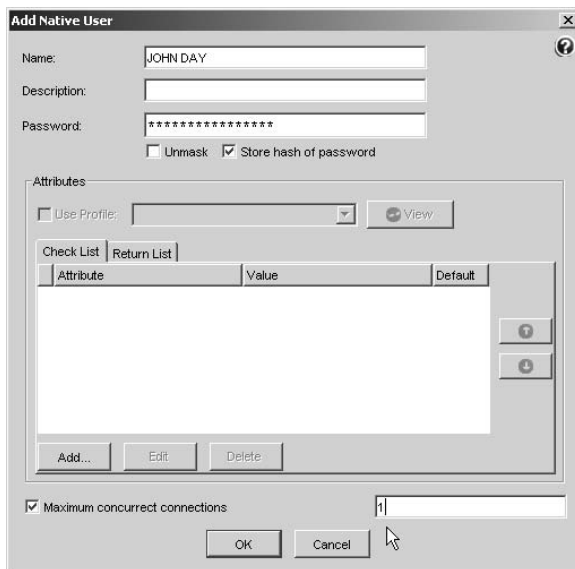 Add Native User
Name: JOHN DAY
Description:
Password: ****************
Unmask Store hash of password
Attributes
Use Profile: View
Check List Return List
Attribute Value Default
Add... Edit Delete
Maximum concurrect connections 1
OK Cancel